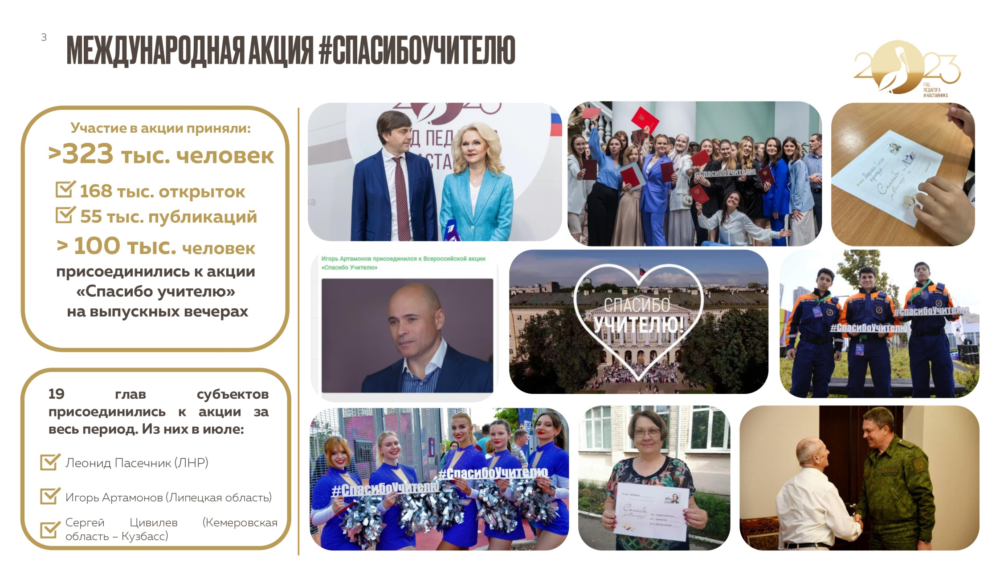 3
МЕЖДУНАРОДНАЯ АКЦИЯ #СПАСИБОУЧИТЕЛЮ
2023
ГОД
ПЕДАГОГА
И НАСТАВНИКА
Участие в акции приняли:
>323 тыс. человек
168 тыс. открыток
55 тыс. публикаций
> 100 тыс. человек
присоединились к акции
«Спасибо учителю»
на выпускных вечерах
19 глав субъектов
присоединились к акции за
весь период. Из них в июле:
Леонид Пасечник (ЛНР)
Игорь Артамонов (Липецкая область)
Сергей Цивилев (Кемеровская
область – Кузбасс)
#СпасибоУчителю
Спасибо
Игорь Артамонов присоединился к Всероссийской акции
«Спасибо Учителю»
СПАСИБО
УЧИТЕЛЮ!
#СпасибоУчителю
#СпасибоУчителю
#СпасибоУчителю
#СпасибоУчителю
Спасибо